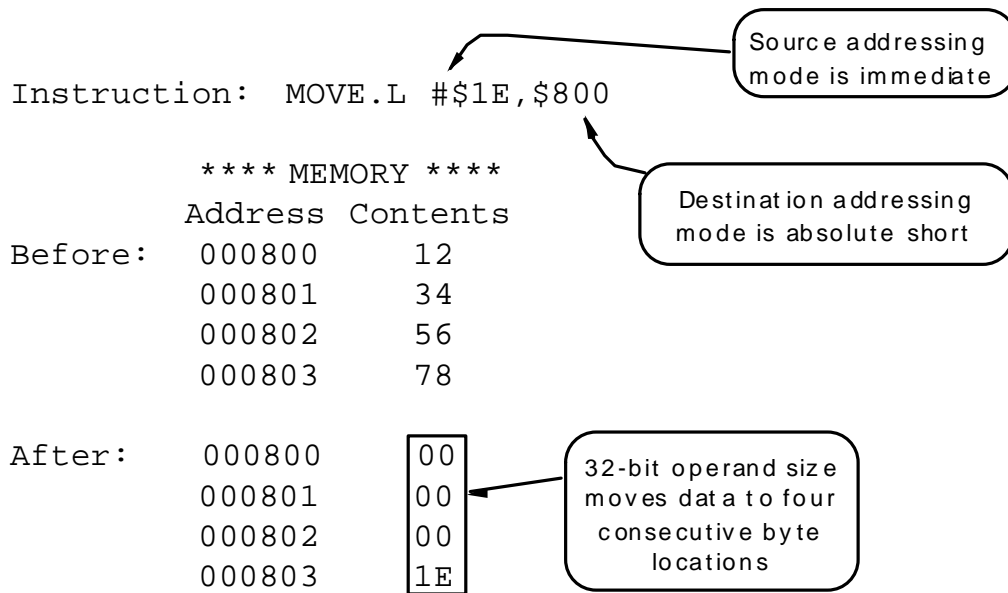 Source addressing
mode is immediate
Instruction: MOVE.L #$1E,$800
**** MEMORY ****
Address Contents
Destination addressing
mode is absolute short
Before: 000800 12
000801 34
000802 56
000803 78
After: 000800 00
000801 00
000802 00
000803 1E
32-bit operand size
moves data to four
consecutive byte
locations